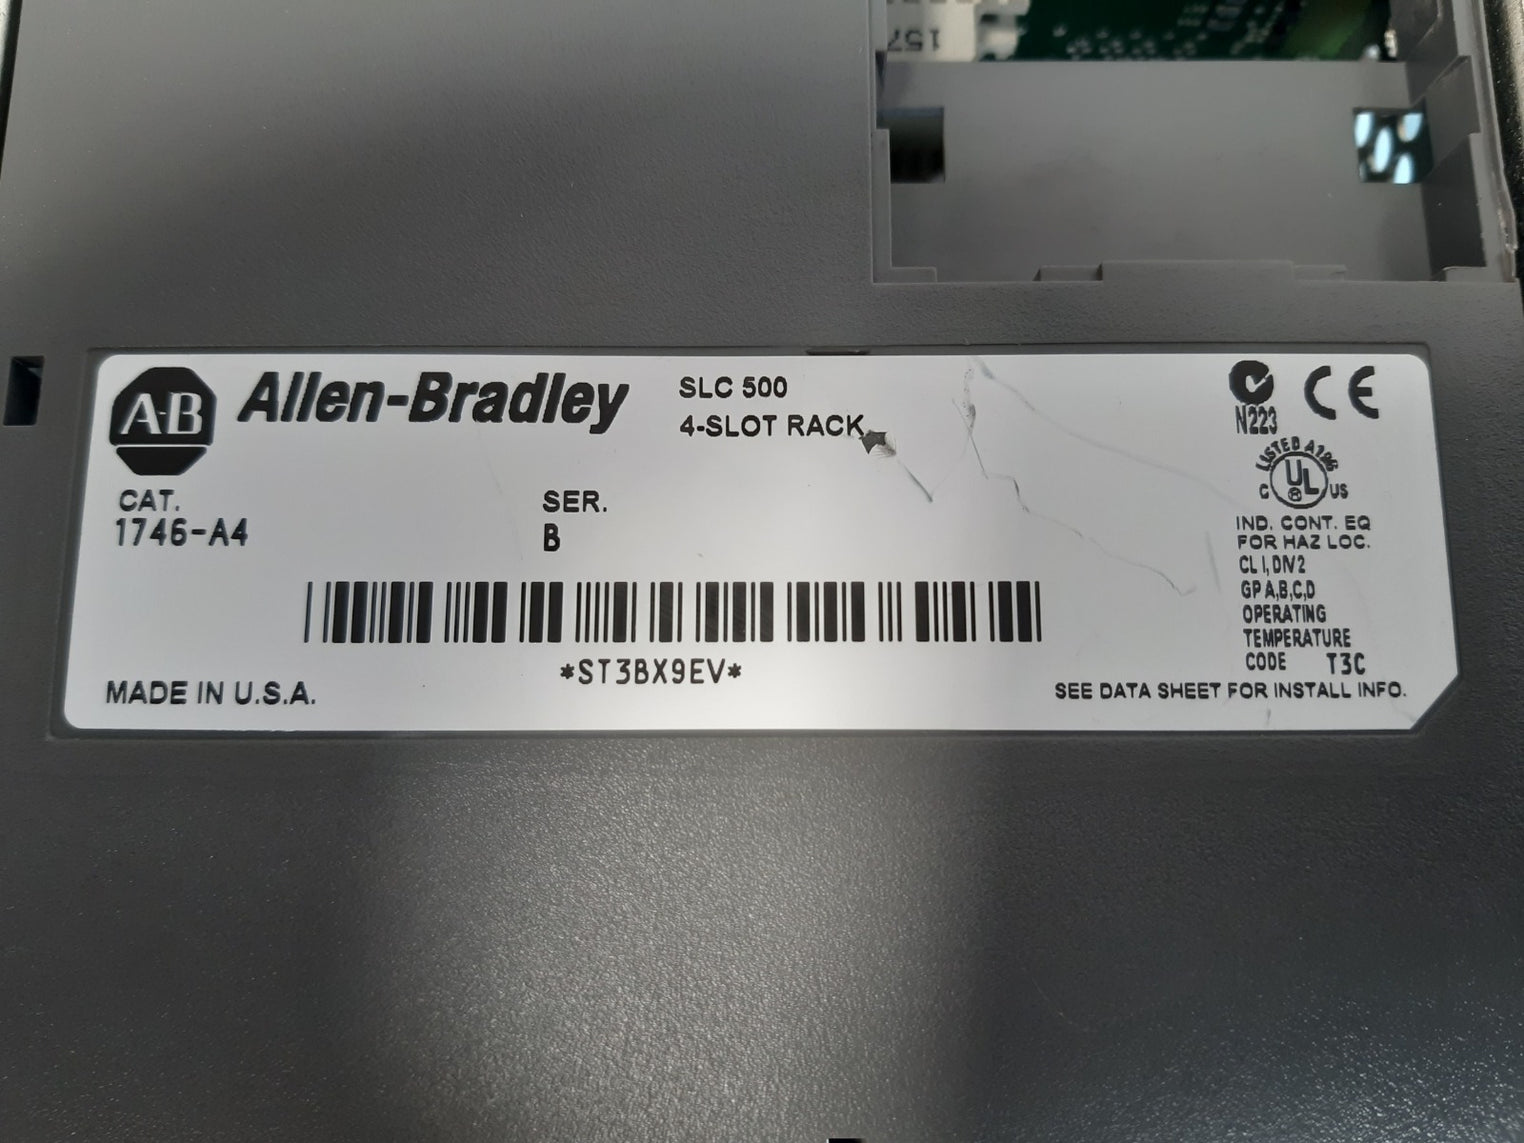 157
A-B
Allen-Bradley
SLC 500
4-SLOT RACK
N223
CE
LISTED A196
C UL US
CAT.
1746-A4
SER.
B
IND. CONT. EQ
FOR HAZ LOC.
CL I, DIV 2
GP A,B,C,D
OPERATING
TEMPERATURE
CODE T3C
*ST3BX9EV*
MADE IN U.S.A.
SEE DATA SHEET FOR INSTALL INFO.